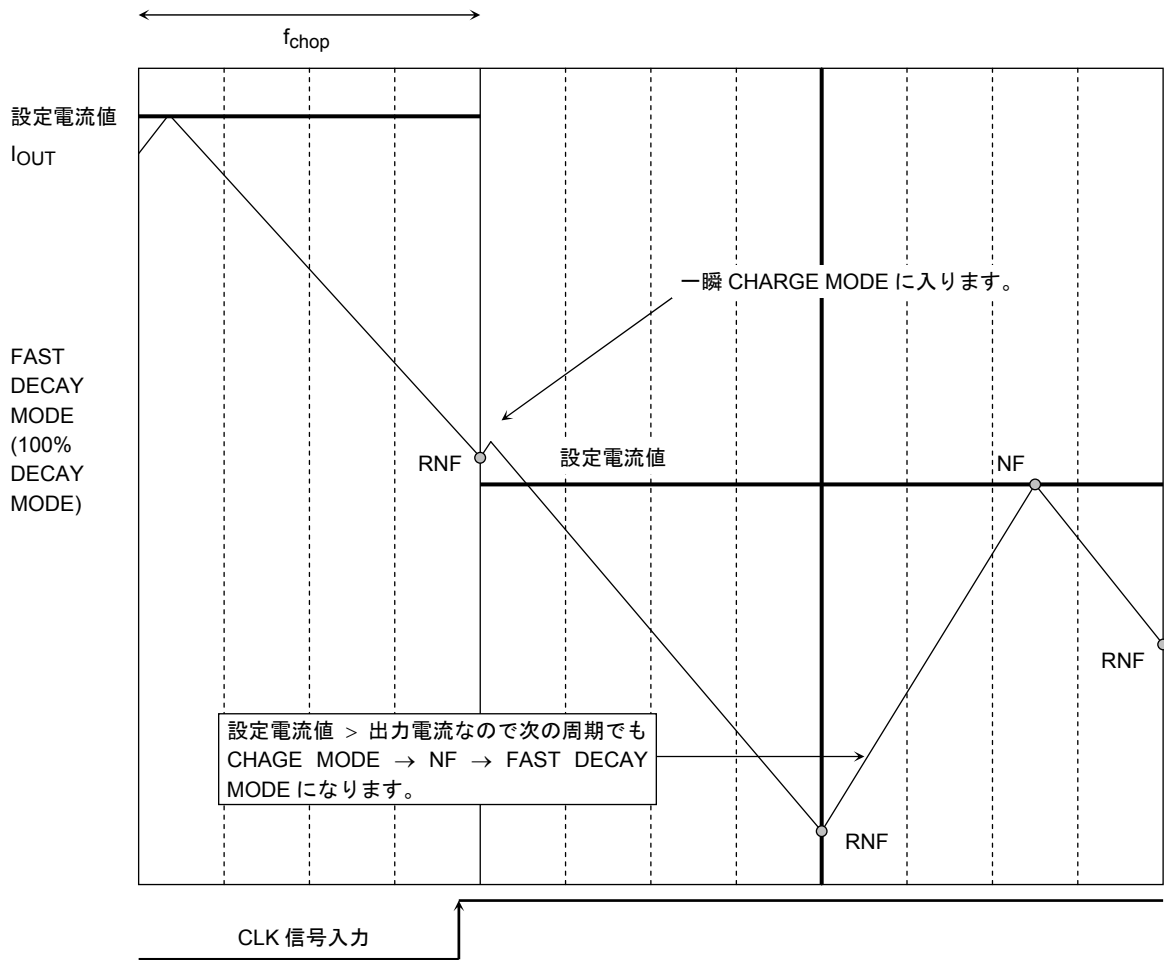 fchop
設定電流値
IOUT
一瞬 CHARGE MODE に入ります。
FAST
DECAY
MODE
(100%
DECAY
MODE)
RNF
設定電流値
NF
RNF
設定電流値 > 出力電流なので次の周期でも
CHAGE MODE → NF → FAST DECAY
MODE になります。
RNF
CLK 信号入力